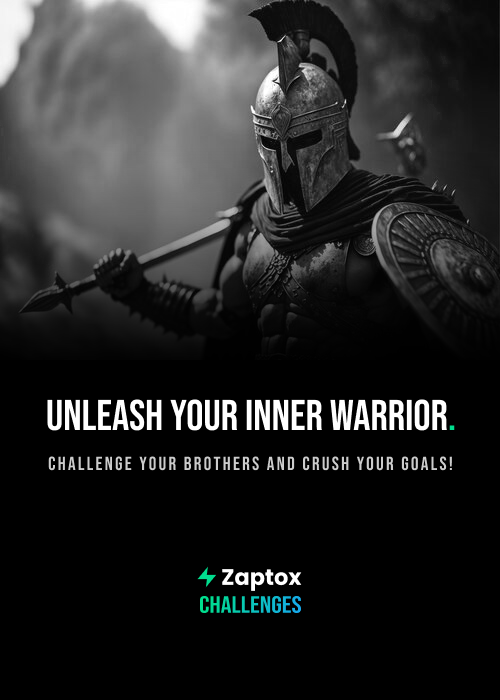 UNLEASH YOUR INNER WARRIOR.
CHALLENGE YOUR BROTHERS AND CRUSH YOUR GOALS!
Zaptox
CHALLENGES